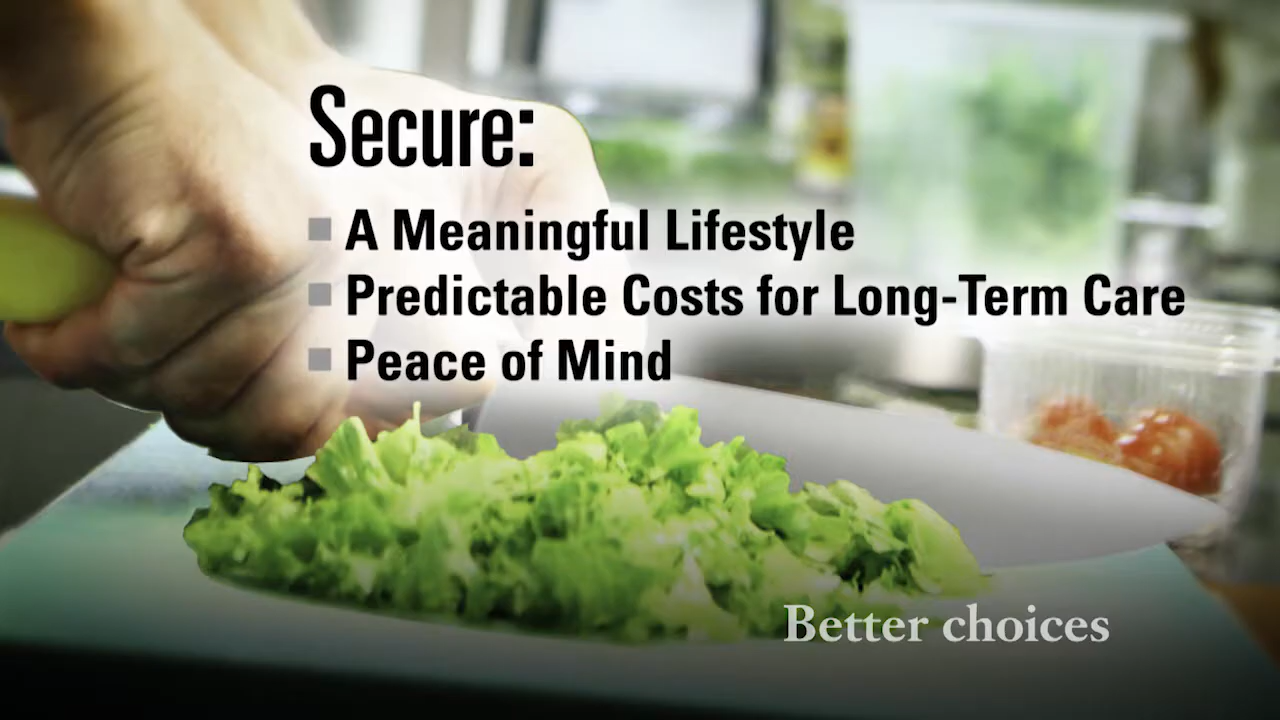 Secure:
A Meaningful Lifestyle
Predictable Costs for Long-Term Care
Peace of Mind
Better choices